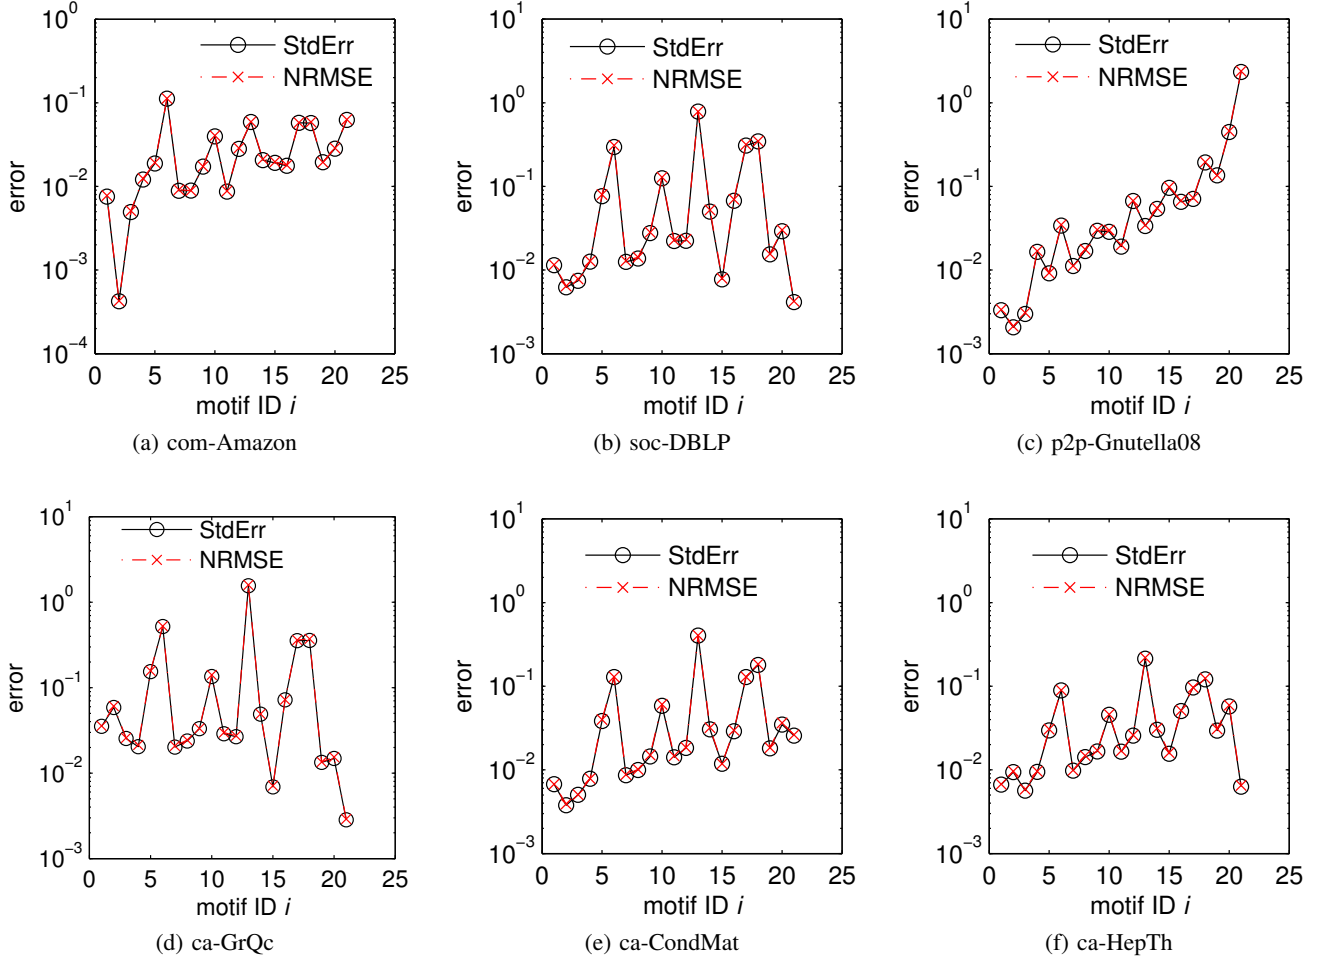 10^0
10^−1
10^−2
10^−3
10^−4
error
StdErr
NRMSE
0 5 10 15 20 25
motif ID i
(a) com-Amazon
10^1
10^0
10^−1
10^−2
10^−3
error
StdErr
NRMSE
0 5 10 15 20 25
motif ID i
(b) soc-DBLP
10^1
10^0
10^−1
10^−2
10^−3
error
StdErr
NRMSE
0 5 10 15 20 25
motif ID i
(c) p2p-Gnutella08
10^1
10^0
10^−1
10^−2
10^−3
error
StdErr
NRMSE
0 5 10 15 20 25
motif ID i
(d) ca-GrQc
10^1
10^0
10^−1
10^−2
10^−3
error
StdErr
NRMSE
0 5 10 15 20 25
motif ID i
(e) ca-CondMat
10^1
10^0
10^−1
10^−2
10^−3
error
StdErr
NRMSE
0 5 10 15 20 25
motif ID i
(f) ca-HepTh